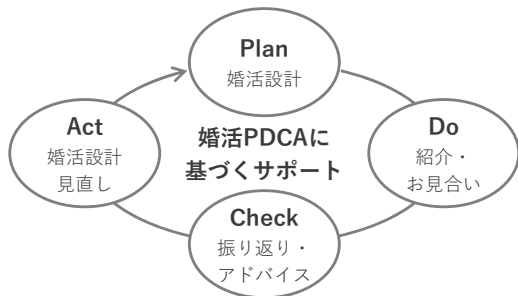 Plan
婚活設計
Act
婚活設計
見直し
婚活PDCAに
基づくサポート
Do
紹介・
お見合い
Check
振り返り・
アドバイス